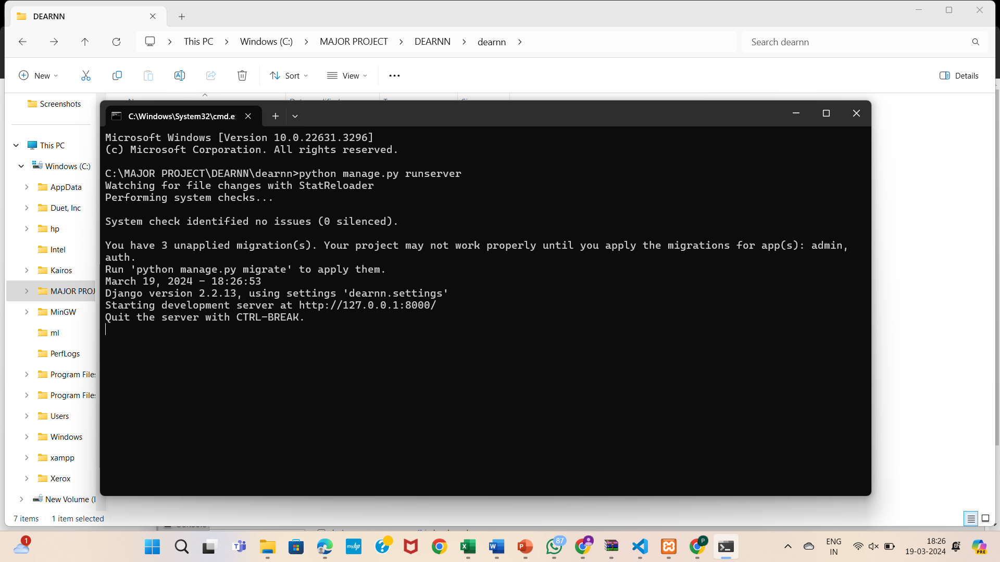 DEARNN
This PC > Windows (C:) > MAJOR PROJECT > DEARNN > dearnn >
Search dearnn
New
Sort
View
Details
Screenshots
This PC
Windows (C:)
AppData
Duet, Inc
hp
Intel
Kairos
MAJOR PROJ
MinGW
ml
PerfLogs
Program Files
Program Files
Users
Windows
xampp
Xerox
New Volume (
7 items 1 item selected
C:\Windows\System32\cmd.e
Microsoft Windows [Version 10.0.22631.3296]
(c) Microsoft Corporation. All rights reserved.
C:\MAJOR PROJECT\DEARNN\dearnn>python manage.py runserver
Watching for file changes with StatReloader
Performing system checks...
System check identified no issues (0 silenced).
You have 3 unapplied migration(s). Your project may not work properly until you apply the migrations for app(s): admin,
auth.
Run 'python manage.py migrate' to apply them.
March 19, 2024 - 18:26:53
Django version 2.2.13, using settings 'dearnn.settings'
Starting development server at http://127.0.0.1:8000/
Quit the server with CTRL-BREAK.
1
myhp
87
P
ENG
IN
18:26
19-03-2024
PRE